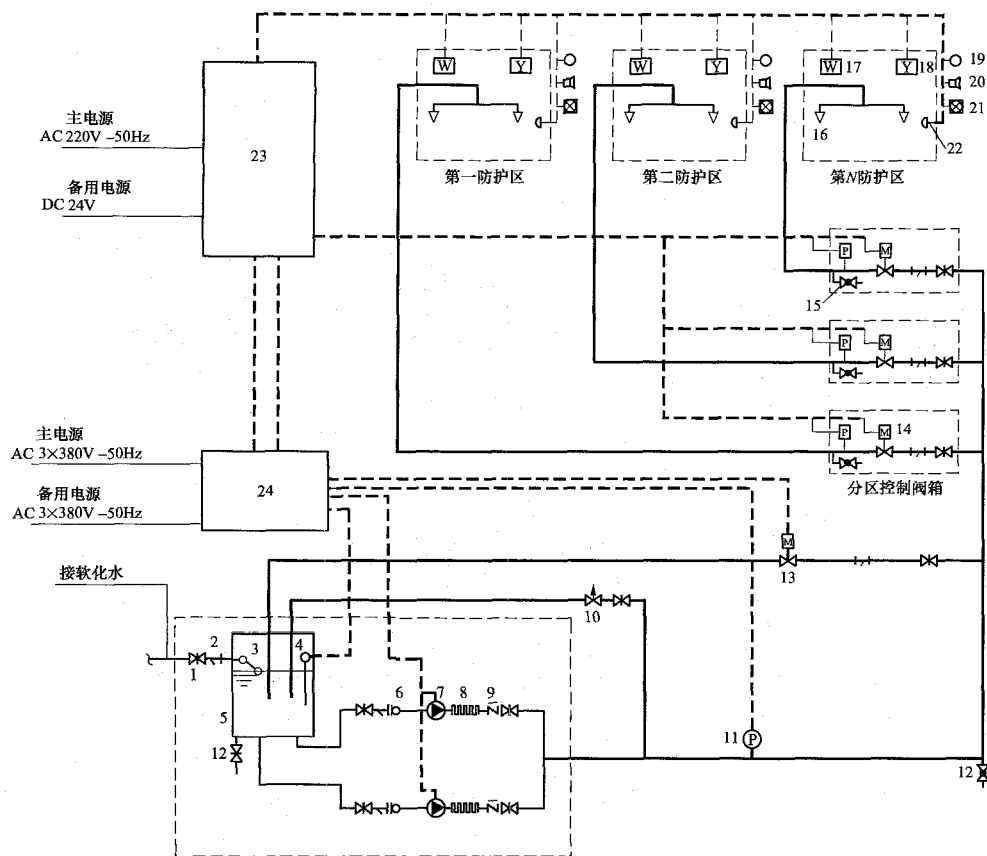 W
Y
W
Y
W
17
Y
18
19
20
21
16
22
主电源
AC 220V -50Hz
23
备用电源
DC 24V
第一防护区
第二防护区
第N防护区
P
M
15
P
M
P
M
14
分区控制阀箱
主电源
AC 3×380V -50Hz
24
备用电源
AC 3×380V -50Hz
M
13
接软化水
10
1
2
3
4
5
6
7
8
9
11
P
12
12